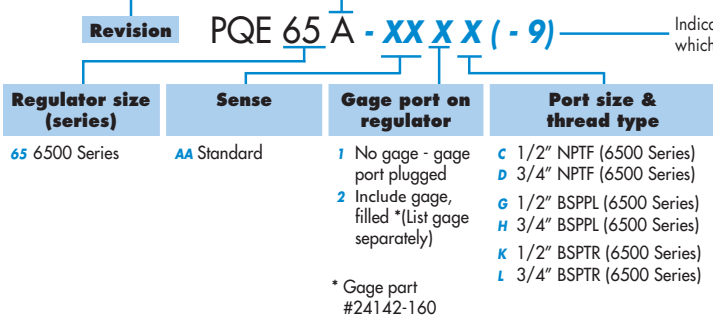 Revision
PQE 65 A - XX X X ( - 9)
which
Regulator size
(series)
65 6500 Series
Sense
AA Standard
Gage port on
regulator
1 No gage - gage
port plugged
2 Include gage,
filled *(List gage
separately)
* Gage part
#24142-160
Port size &
thread type
C 1/2” NPTF (6500 Series)
D 3/4” NPTF (6500 Series)
G 1/2” BSPPL (6500 Series)
H 3/4” BSPPL (6500 Series)
K 1/2” BSPTR (6500 Series)
L 3/4” BSPTR (6500 Series)